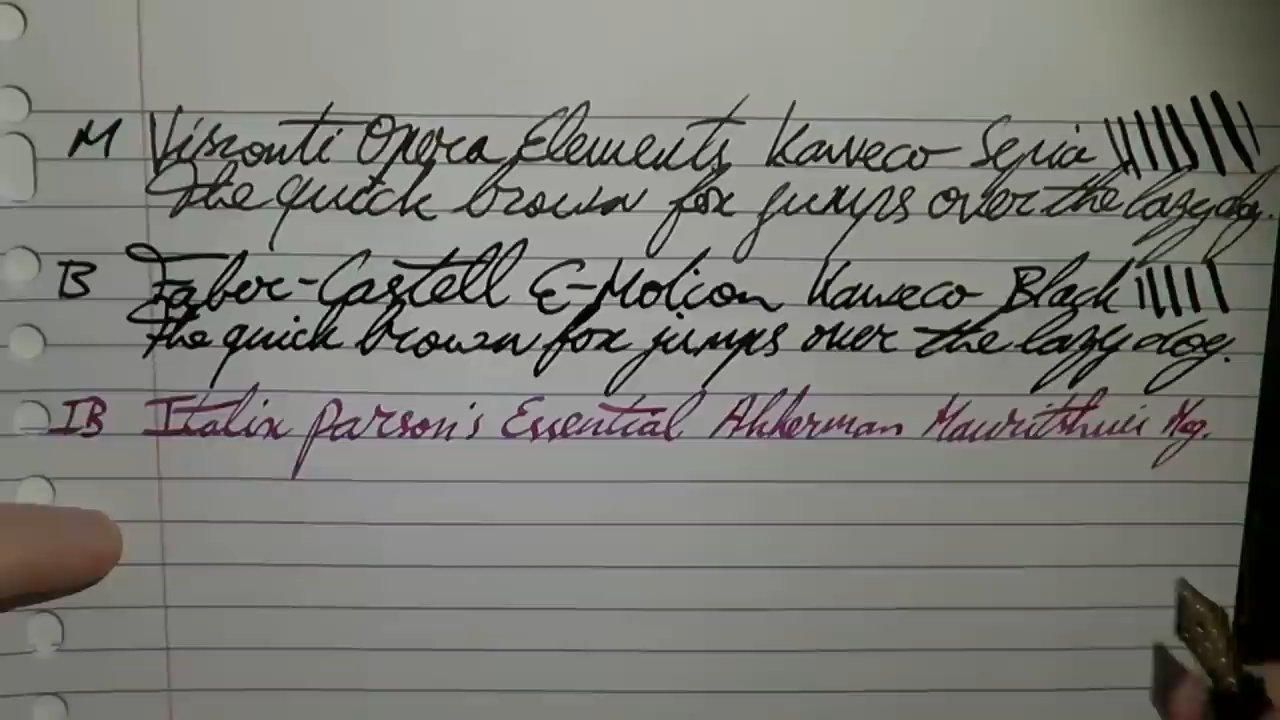 M Visconti Opera Elements Kaweco Sepia
The quick brown fox jumps over the lazy dog.
B Faber-Castell E-Motion Kaweco Black
the quick brown fox jumps over the lazy dog.
IB Italix Parson's Essential Akkerman Mauritshuis Mag.